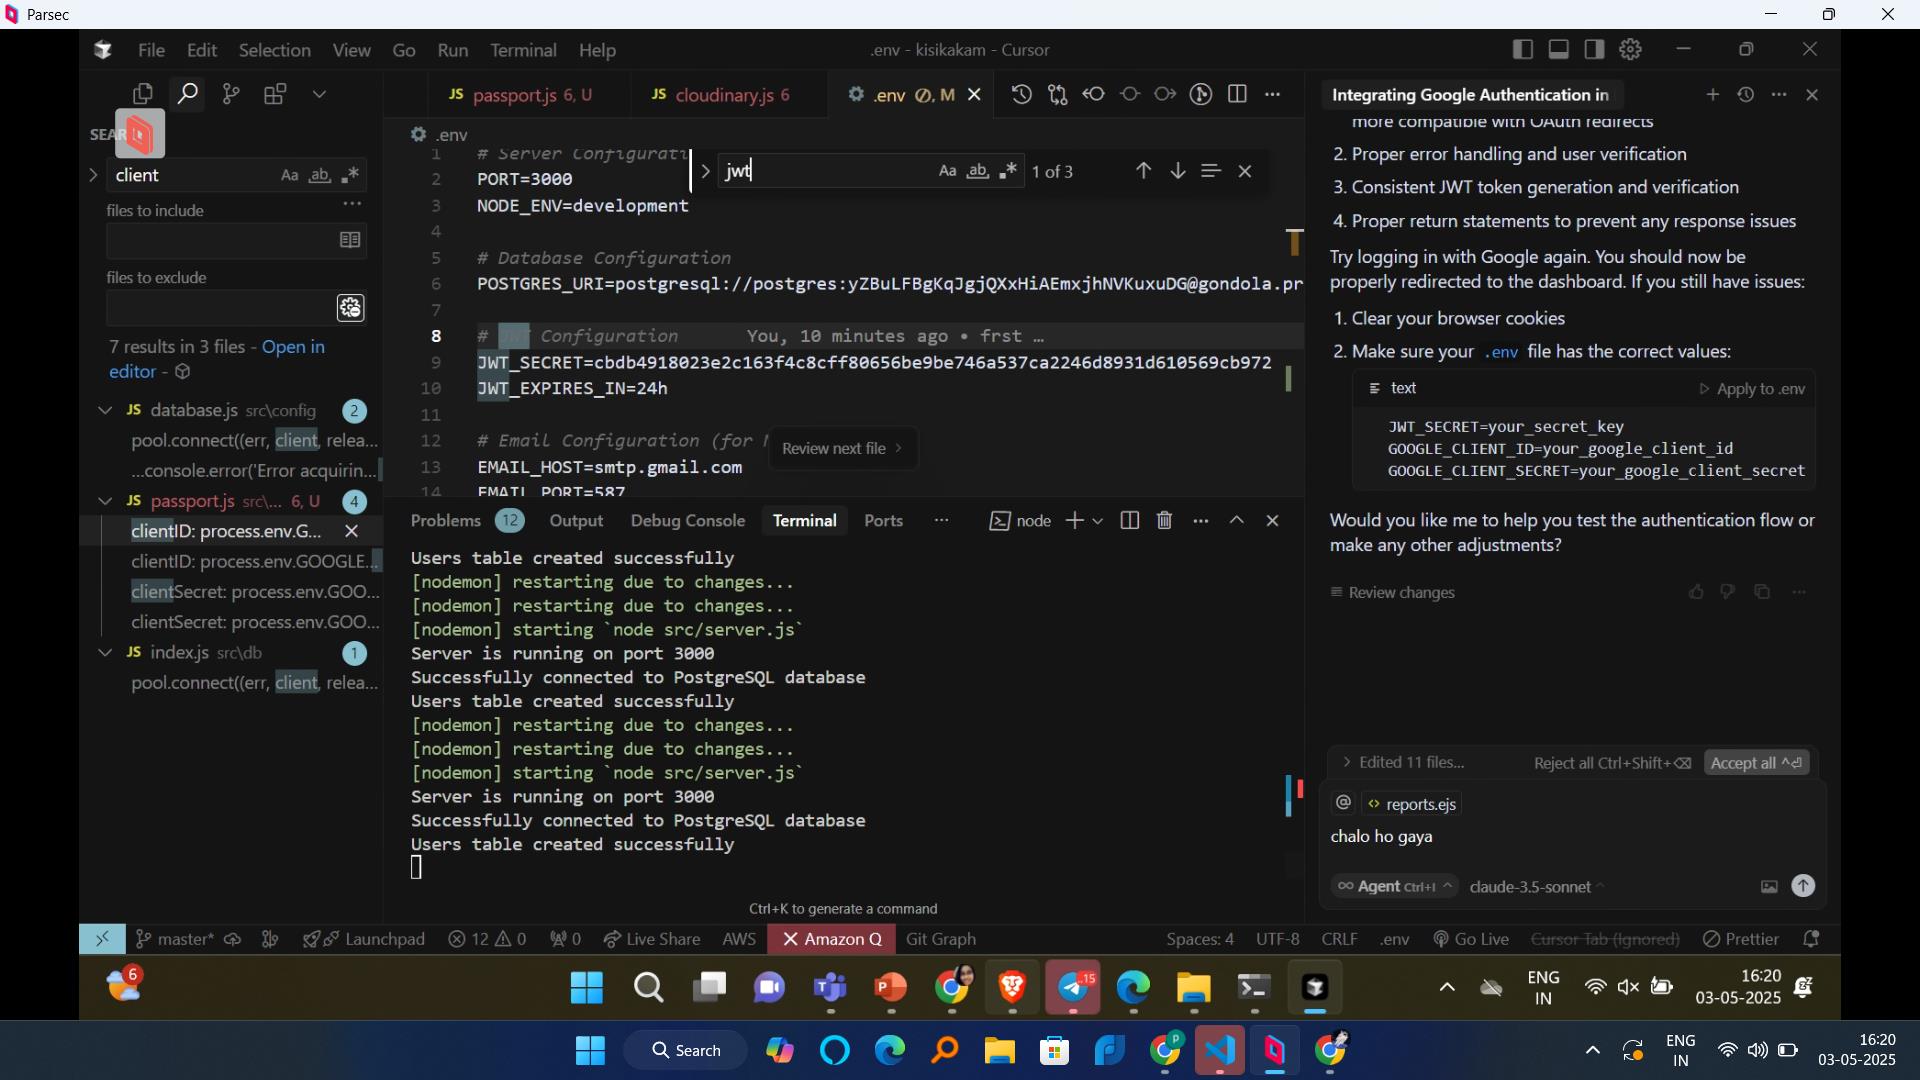 Parsec
File Edit Selection View Go Run Terminal Help
.env - kisikakam - Cursor
SEAR
client
Aa ab
files to include
files to exclude
7 results in 3 files - Open in
editor -
JS database.js src\config 2
pool.connect((err, client, relea...
...console.error('Error acquirin...
JS passport.js src\... 6, U 4
clientID: process.env.G...
clientID: process.env.GOOGLE...
clientSecret: process.env.GOO...
clientSecret: process.env.GOO...
JS index.js src\db 1
pool.connect((err, client, relea...
JS passport.js 6, U
JS cloudinary.js 6
.env M
.env
jwt
Aa ab 1 of 3
1 # Server Configurati
2 PORT=3000
3 NODE_ENV=development
4
5 # Database Configuration
6 POSTGRES_URI=postgresql://postgres:yZBuLFBgKqJgjQXxHiAEmxjhNVKuxuDG@gondola.pr
7
8 # JWT Configuration You, 10 minutes ago • frst ...
9 JWT_SECRET=cbdb4918023e2c163f4c8cff80656be9be746a537ca2246d8931d610569cb972
10 JWT_EXPIRES_IN=24h
11
12 # Email Configuration (for
13 EMAIL_HOST=smtp.gmail.com
14 EMAIL_PORT=587
Review next file
Problems 12 Output Debug Console Terminal Ports ... node
Users table created successfully
[nodemon] restarting due to changes...
[nodemon] restarting due to changes...
[nodemon] starting `node src/server.js`
Server is running on port 3000
Successfully connected to PostgreSQL database
Users table created successfully
[nodemon] restarting due to changes...
[nodemon] restarting due to changes...
[nodemon] starting `node src/server.js`
Server is running on port 3000
Successfully connected to PostgreSQL database
Users table created successfully
Ctrl+K to generate a command
Integrating Google Authentication in
more compatible with OAuth redirects
2. Proper error handling and user verification
3. Consistent JWT token generation and verification
4. Proper return statements to prevent any response issues
Try logging in with Google again. You should now be
properly redirected to the dashboard. If you still have issues:
1. Clear your browser cookies
2. Make sure your .env file has the correct values:
text Apply to .env
JWT_SECRET=your_secret_key
GOOGLE_CLIENT_ID=your_google_client_id
GOOGLE_CLIENT_SECRET=your_google_client_secret
Would you like me to help you test the authentication flow or
make any other adjustments?
Review changes
Edited 11 files... Reject all Ctrl+Shift+⌫ Accept all ^⏎
@ reports.ejs
chalo ho gaya
∞ Agent Ctrl+I claude-3.5-sonnet
master* Launchpad 12 0 0 Live Share AWS Amazon Q Git Graph
Spaces: 4 UTF-8 CRLF .env Go Live Cursor Tab (Ignored) Prettier
6
15
ENG
IN
16:20
03-05-2025
Search
ENG
IN
16:20
03-05-2025